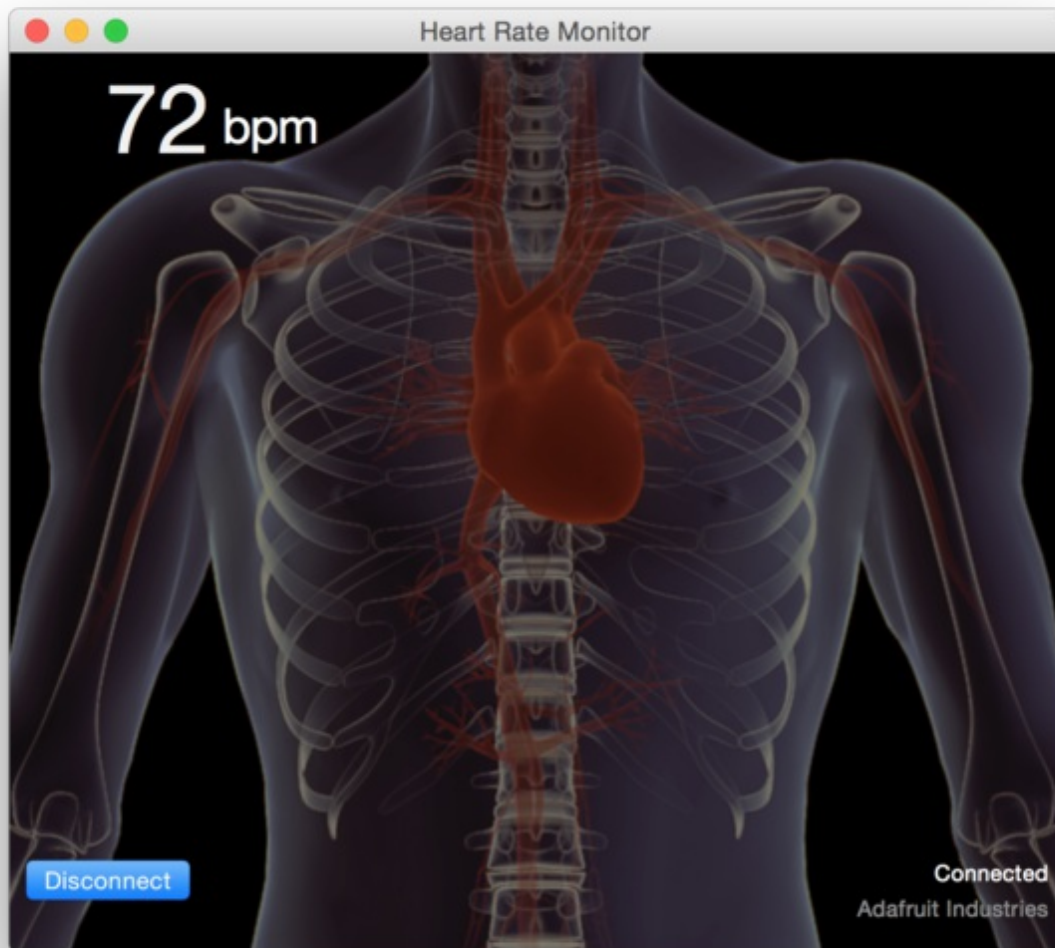 Heart Rate Monitor
72 bpm
Disconnect
Connected
Adafruit Industries